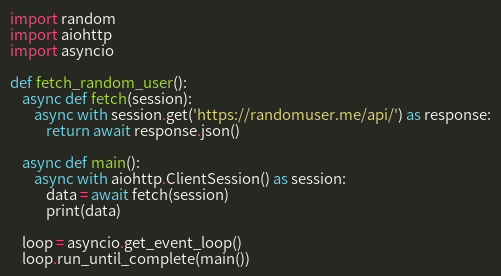 import random
import aiohttp
import asyncio

def fetch_random_user():
    async def fetch(session):
        async with session.get('https://randomuser.me/api/') as response:
            return await response.json()

    async def main():
        async with aiohttp.ClientSession() as session:
            data = await fetch(session)
            print(data)

    loop = asyncio.get_event_loop()
    loop.run_until_complete(main())